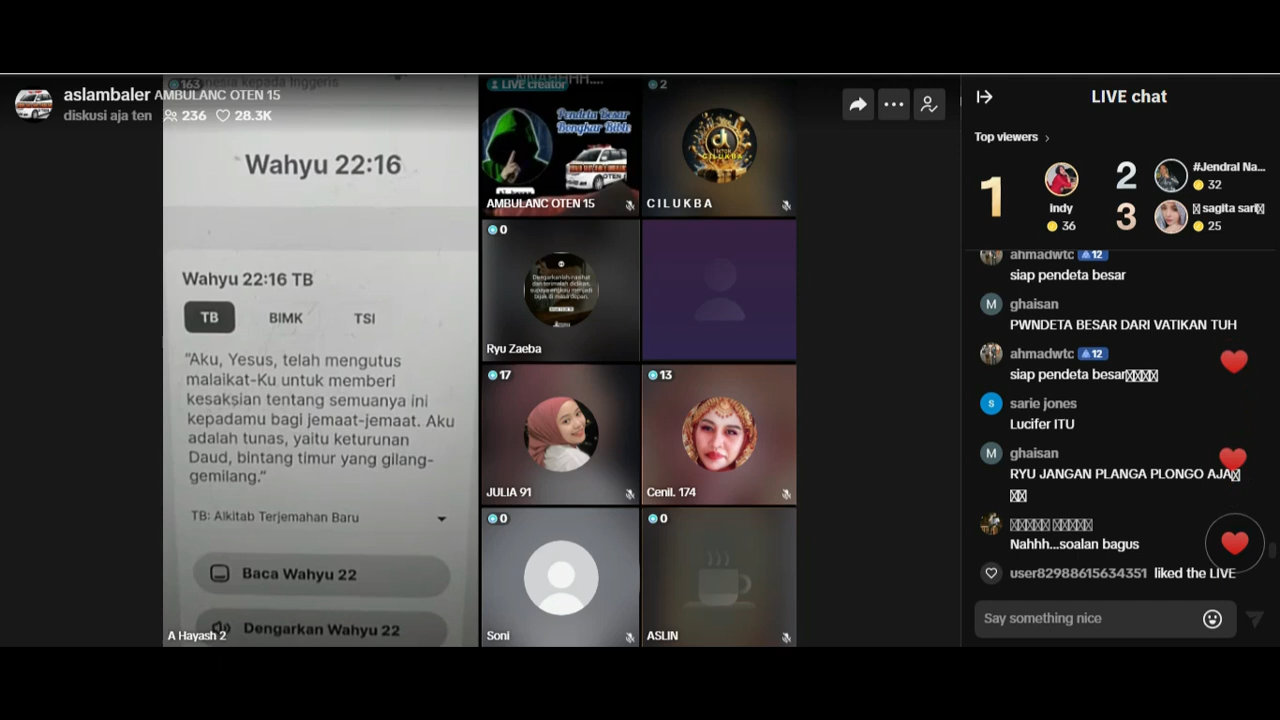 aslambaler AMBULANC OTEN 15
diskusi aja ten 236 28.3K
163
Wahyu 22:16
Wahyu 22:16 TB
TB BIMK TSI
“Aku, Yesus, telah mengutus
malaikat-Ku untuk memberi
kesaksian tentang semuanya ini
kepadamu bagi jemaat-jemaat. Aku
adalah tunas, yaitu keturunan
Daud, bintang timur yang gilang-
gemilang.”
TB: Alkitab Terjemahan Baru
Baca Wahyu 22
Dengarkan Wahyu 22
A Hayash 2
LIVE creator
Pendeta Besar
Bongkar Bible
AMBULANC OTEN 15
2
CILUKBA
C I L U K B A
0
Ryu Zaeba
17
JULIA 91
13
Cenil. 174
0
Soni
0
ASLIN
LIVE chat
Top viewers
1
Indy
36
2
#Jendral Na...
32
3
sagita sari
25
ahmadwtc 12
siap pendeta besar
M ghaisan
PWNDETA BESAR DARI VATIKAN TUH
ahmadwtc 12
siap pendeta besar
s sarie jones
Lucifer ITU
M ghaisan
RYU JANGAN PLANGA PLONGO AJA
Nahhh...soalan bagus
user82988615634351 liked the LIVE
Say something nice